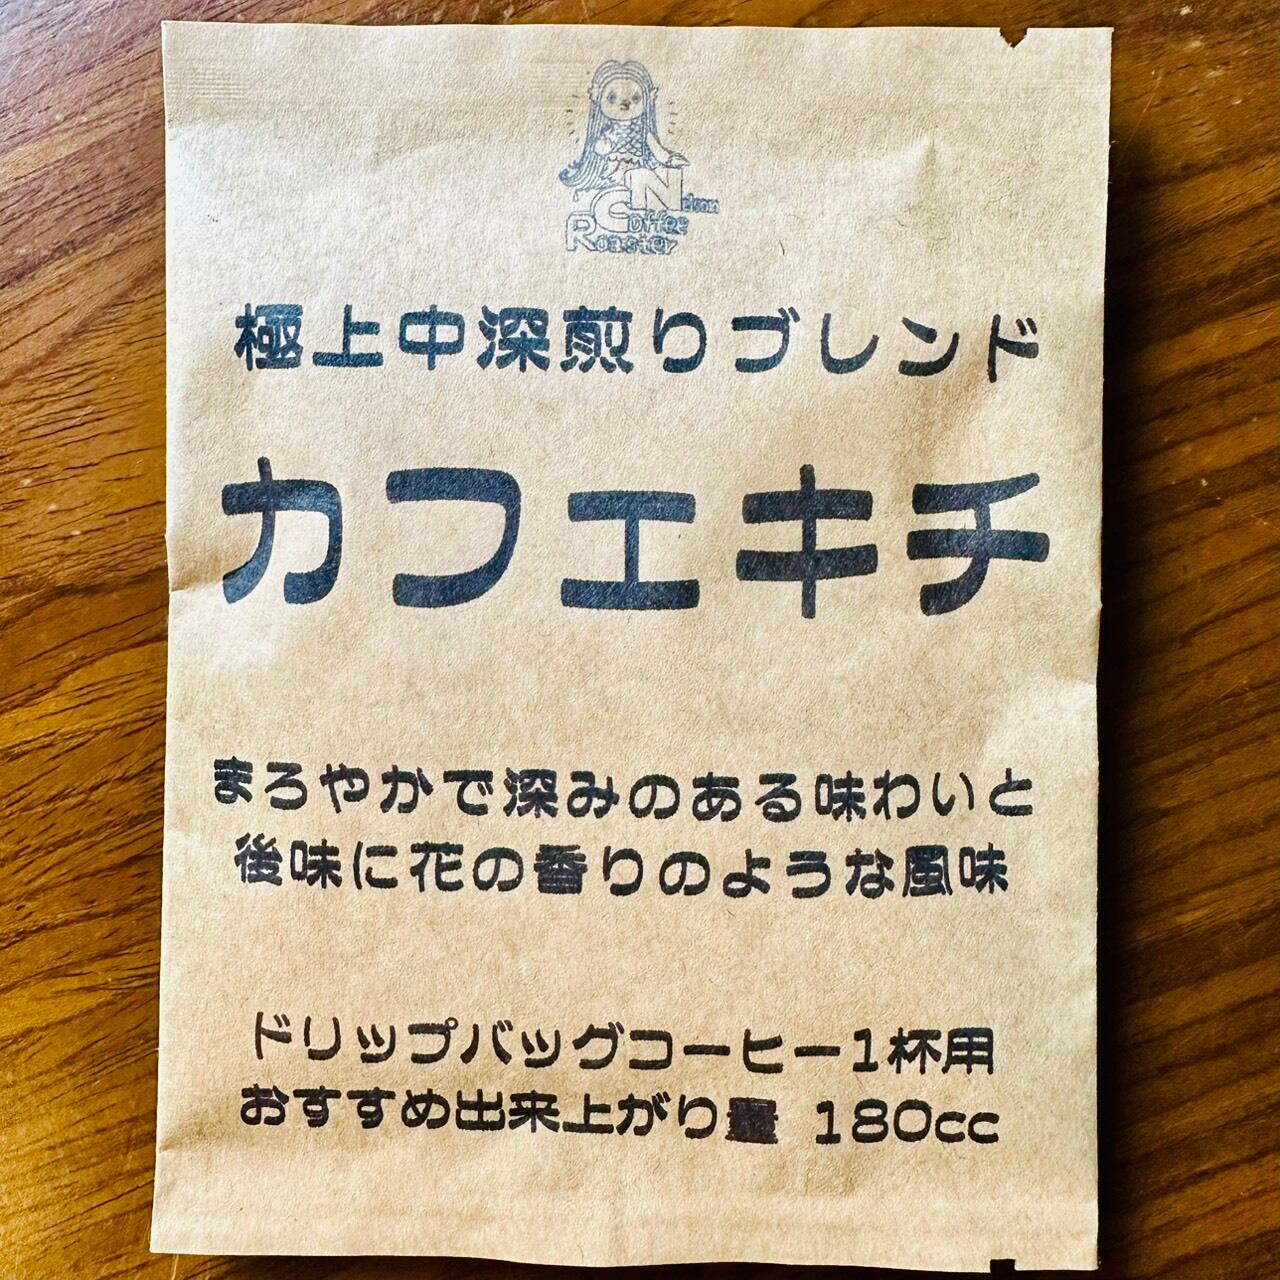 Nelson
Coffee
Roaster
極上中深煎りブレンド
カフェキチ
まろやかで深みのある味わいと
後味に花の香りのような風味
ドリップバッグコーヒー1杯用
おすすめ出来上がり量 180cc